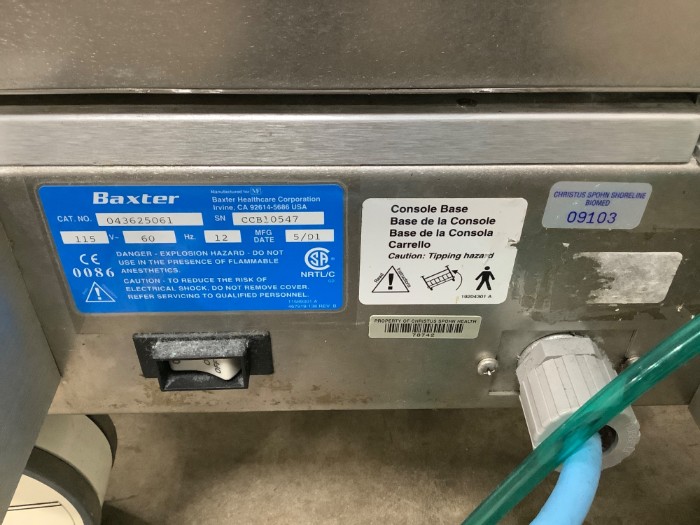 Baxter
Manufactured for
Baxter Healthcare Corporation
Irvine, CA 92614-5686 USA
CAT. NO. 043625061 SN CCB10547
115 V~ 60 Hz. 12 MFG DATE 5/01
DANGER - EXPLOSION HAZARD - DO NOT
USE IN THE PRESENCE OF FLAMMABLE
ANESTHETICS.
CAUTION - TO REDUCE THE RISK OF
ELECTRICAL SHOCK, DO NOT REMOVE COVER.
REFER SERVICING TO QUALIFIED PERSONNEL.
CE
0086
NRTL/C
Console Base
Base de la Console
Base de la Consola
Carrello
Caution: Tipping hazard
CHRISTUS SPOHN SHORELINE
BIOMED
09103
PROPERTY OF CHRISTUS SPOHN HEALTH
OFF